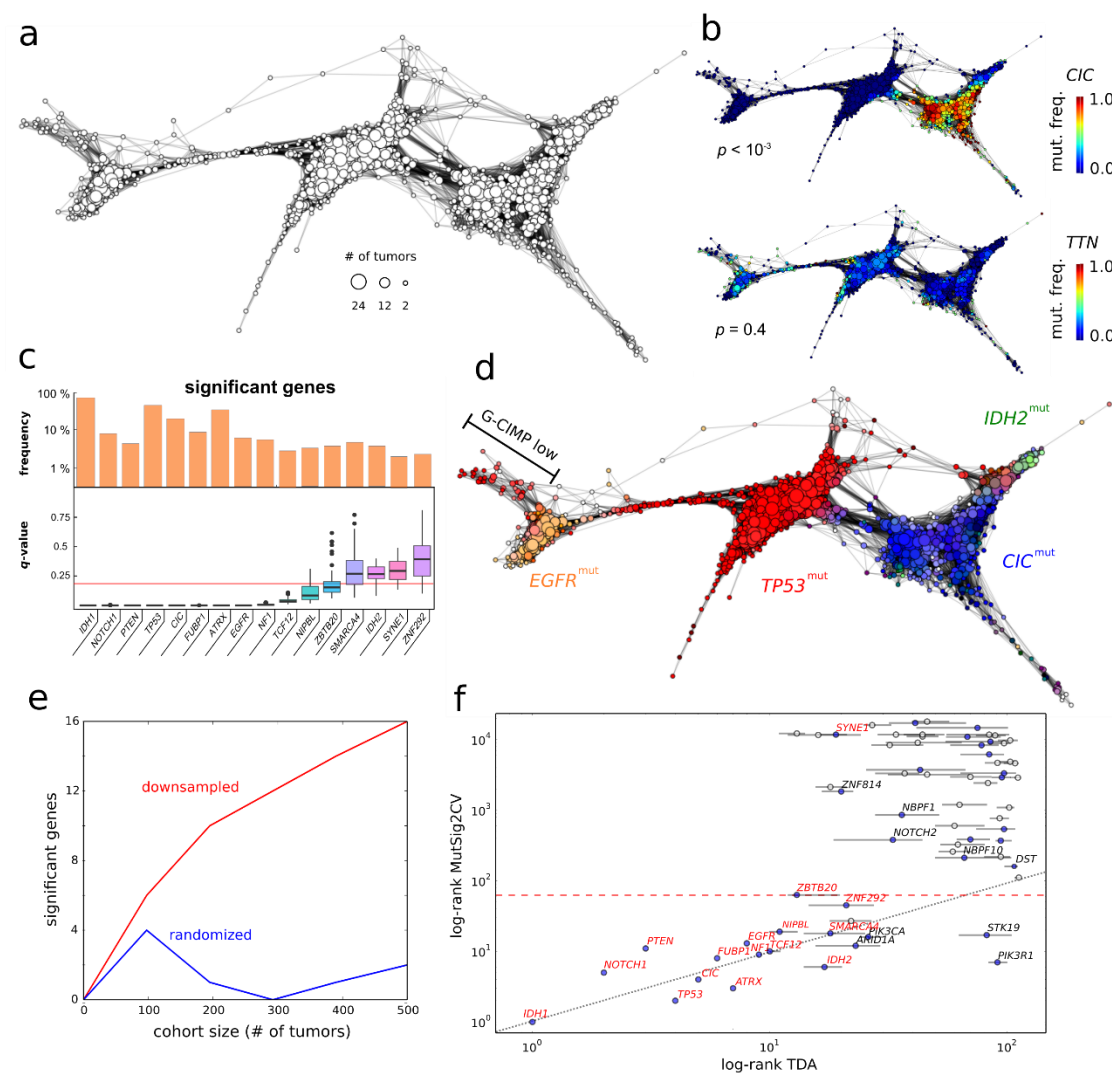 a
# of tumors
24 12 2
b
CIC
1.0
mut. freq.
0.0
p < 10-3
TTN
1.0
mut. freq.
0.0
p = 0.4
c
significant genes
frequency
100 %
10 %
1 %
q-value
0.75
0.5
0.25
IDH1 NOTCH1 PTEN TP53 CIC FUBP1 ATRX EGFR NF1 TCF12 NIPBL ZBTB20 SMARCA4 IDH2 SYNE1 ZNF292
d
G-CIMP low
IDH2mut
EGFRmut
TP53mut
CICmut
e
significant genes
16
14
12
10
8
6
4
2
0
downsampled
randomized
0 100 200 300 400 500
cohort size (# of tumors)
f
log-rank MutSig2CV
10^4
10^3
10^2
10^1
10^0
SYNE1
ZNF814
NBPF1
NOTCH2
NBPF10
DST
ZBTB20
ZNF292
NIPBL
SMARCA4
PIK3CA
STK19
PTEN
EGFR
NF1
TCF12
ARID1A
FUBP1
NOTCH1
IDH2
PIK3R1
CIC
ATRX
TP53
IDH1
10^0 10^1 10^2
log-rank TDA